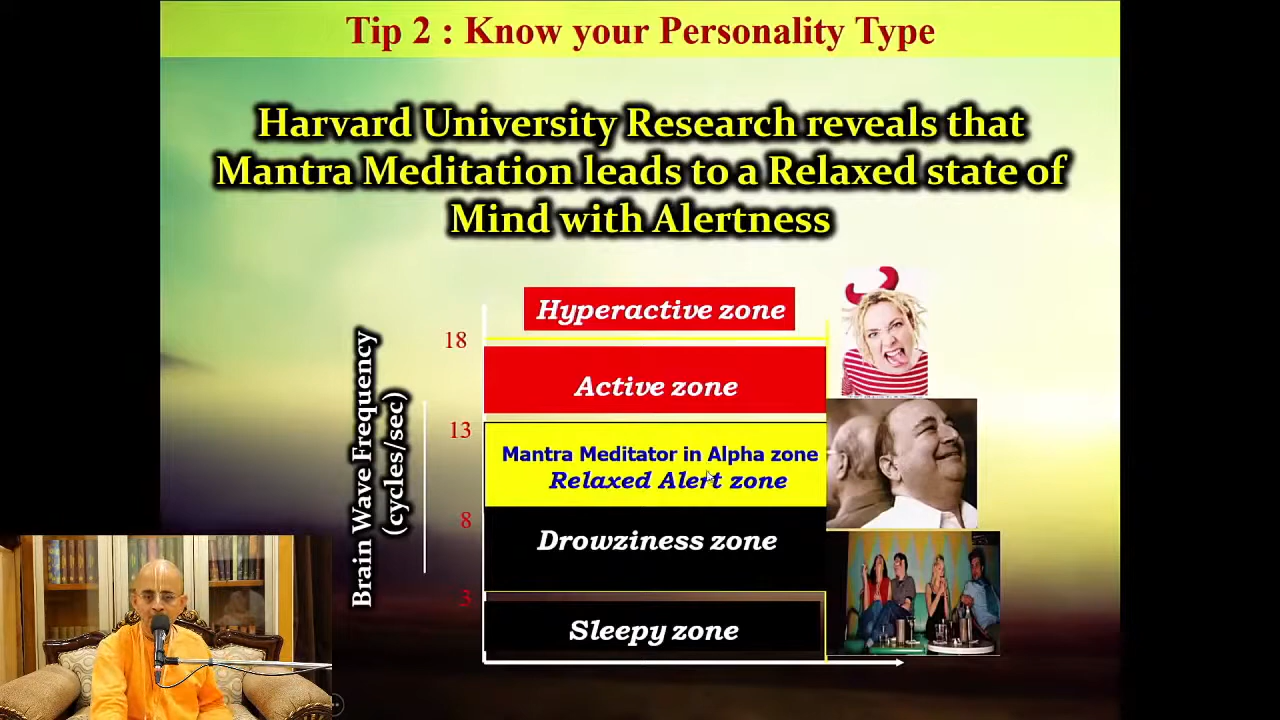 Tip 2 : Know your Personality Type
Harvard University Research reveals that
Mantra Meditation leads to a Relaxed state of
Mind with Alertness
Brain Wave Frequency
(cycles/sec)
Hyperactive zone
18
Active zone
13
Mantra Meditator in Alpha zone
Relaxed Alert zone
8
Drowziness zone
3
Sleepy zone